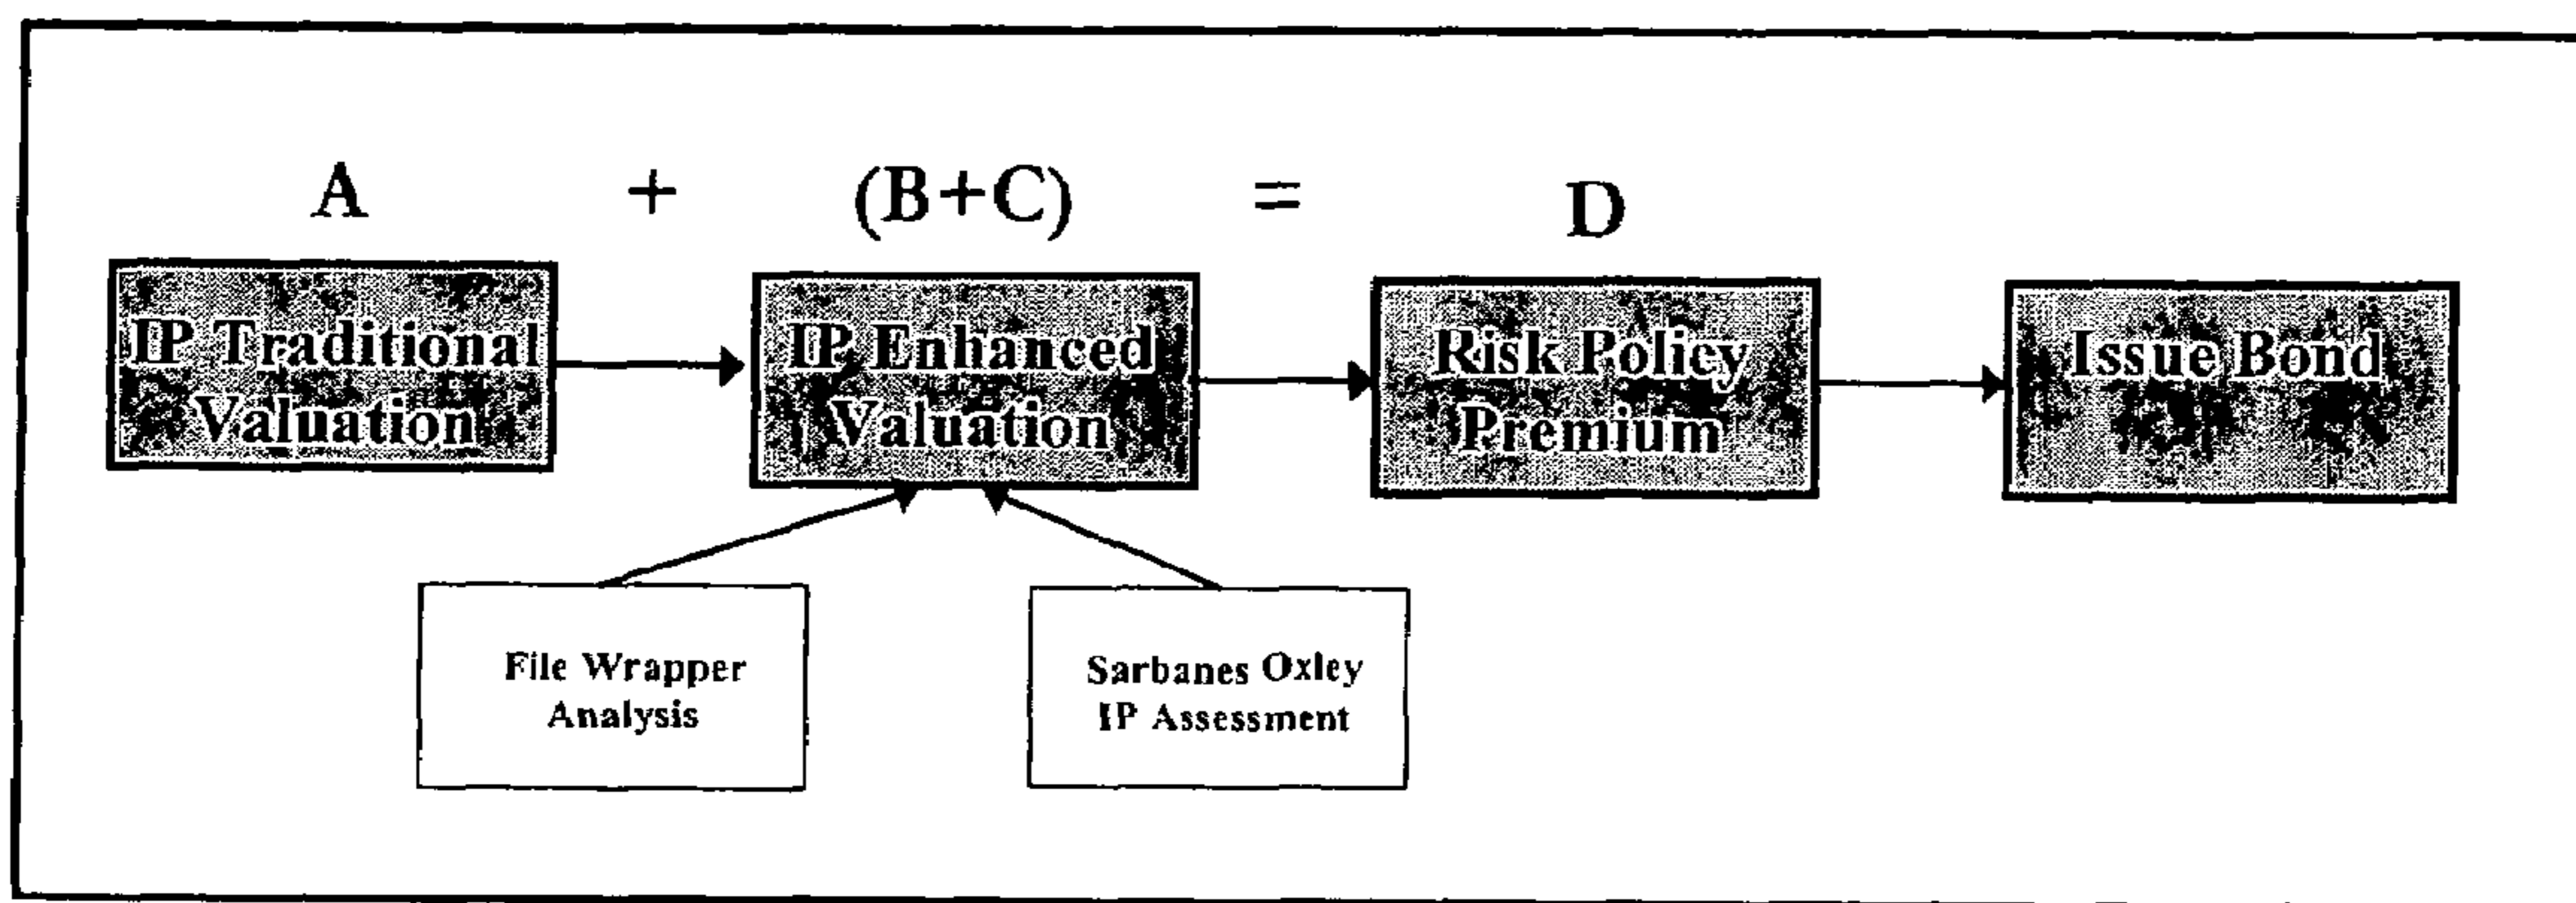 A + (B+C) = D
IP Traditional
Valuation
IP Enhanced
Valuation
Risk Policy
Premium
Issue Bond
File Wrapper
Analysis
Sarbanes Oxley
IP Assessment